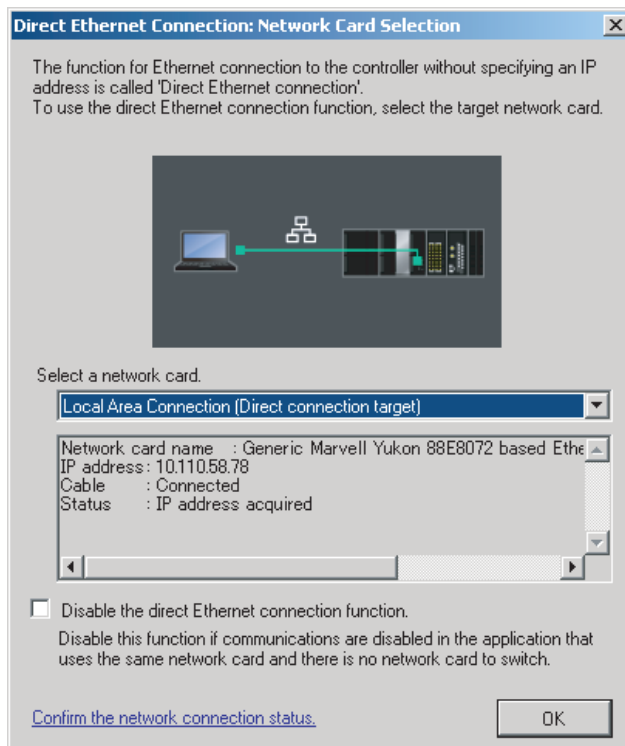 Direct Ethernet Connection: Network Card Selection
The function for Ethernet connection to the controller without specifying an IP
address is called 'Direct Ethernet connection'.
To use the direct Ethernet connection function, select the target network card.
Select a network card.
Local Area Connection (Direct connection target)
Network card name : Generic Marvell Yukon 88E8072 based Ethe
IP address: 10.110.58.78
Cable : Connected
Status : IP address acquired
Disable the direct Ethernet connection function.
Disable this function if communications are disabled in the application that
uses the same network card and there is no network card to switch.
Confirm the network connection status.
OK